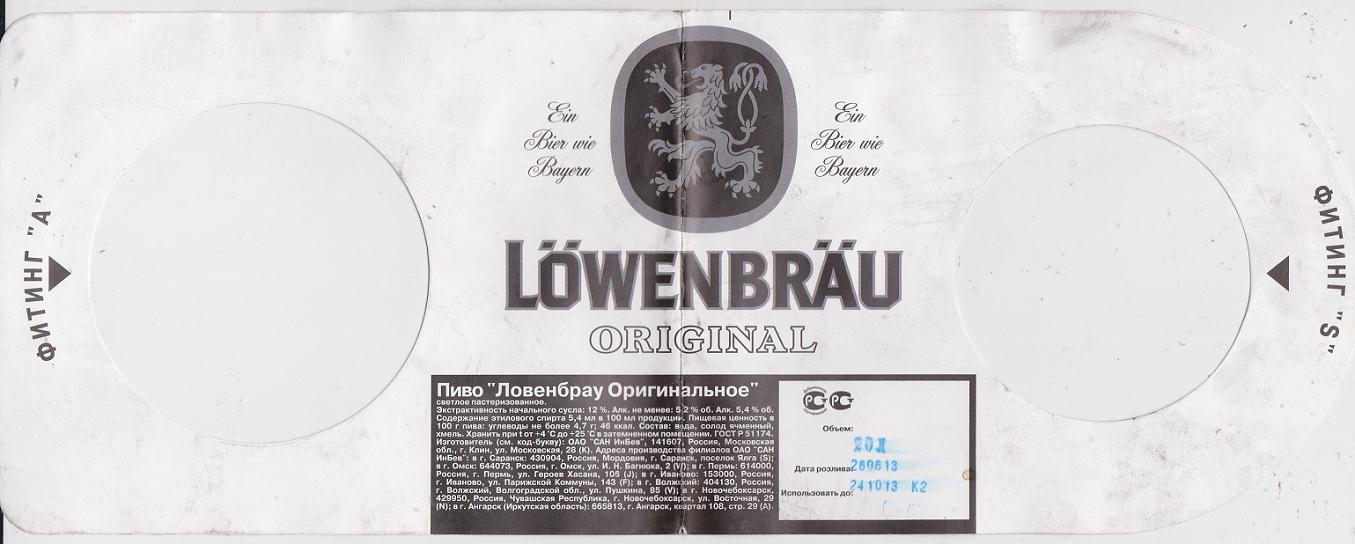 Ein
Bier wie
Bayern
Ein
Bier wie
Bayern
ФИТИНГ "А"
ФИТИНГ "S"
LÖWENBRÄU
ORIGINAL
Пиво "Ловенбрау Оригинальное"
светлое пастеризованное.
Экстрактивность начального сусла: 12 %. Алк. не менее: 5,2 % об. Алк. 5,4 % об.
Содержание этилового спирта 5,4 мл в 100 мл продукции. Пищевая ценность в
100 г пива: углеводы не более 4,7 г; 46 ккал. Состав: вода, солод ячменный,
хмель. Хранить при t от +4 °С до +25 °С в затемненном помещении. ГОСТ Р 51174.
Изготовитель (см. код-букву): ОАО "САН ИнБев", 141607, Россия, Московская
обл., г. Клин, ул. Московская, 28 (К). Адреса производства филиалов ОАО "САН
ИнБев": в г. Саранск: 430904, Россия, Мордовия, г. Саранск, поселок Ялга (S);
в г. Омск: 644073, Россия, г. Омск, ул. И. Н. Багнюка, 2 (V); в г. Пермь: 614000,
Россия, г. Пермь, ул. Героев Хасана, 105 (J); в г. Иваново: 153000, Россия,
г. Иваново, ул. Парижской Коммуны, 143 (F); в г. Волжский: 404130, Россия,
г. Волжский, Волгоградской обл., ул. Пушкина, 85 (V); в г. Новочебоксарск,
429950, Россия, Чувашская Республика, г. Новочебоксарск, ул. Восточная, 29
(N); в г. Ангарск (Иркутская область): 665813, г. Ангарск, квартал 108, стр. 29 (А).
Объем:
20Л
Дата розлива:
260613
Использовать до:
241013 К2